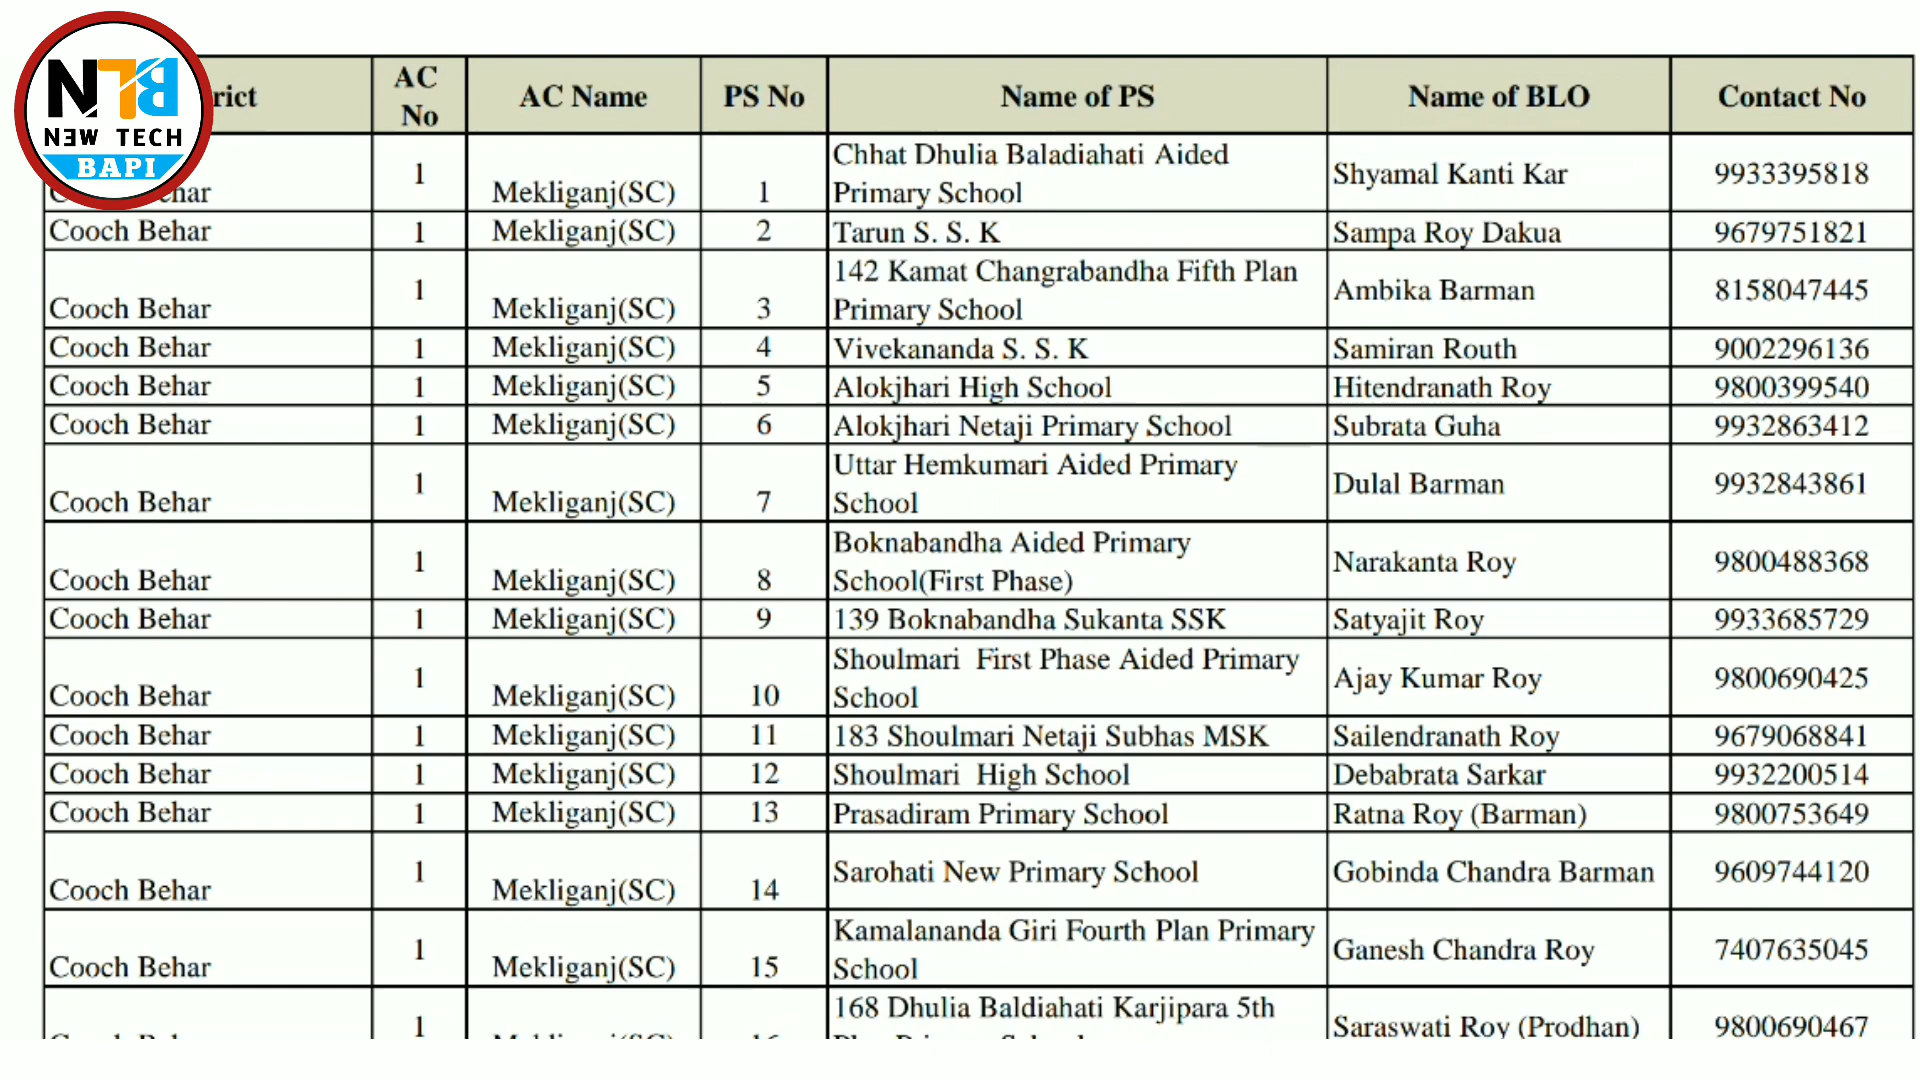 NTB
NEW TECH
BAPI
rict AC No AC Name PS No Name of PS Name of BLO Contact No
1 Mekliganj(SC) 1 Chhat Dhulia Baladiahati Aided Primary School Shyamal Kanti Kar 9933395818
Cooch Behar 1 Mekliganj(SC) 2 Tarun S. S. K Sampa Roy Dakua 9679751821
Cooch Behar 1 Mekliganj(SC) 3 142 Kamat Changrabandha Fifth Plan Primary School Ambika Barman 8158047445
Cooch Behar 1 Mekliganj(SC) 4 Vivekananda S. S. K Samiran Routh 9002296136
Cooch Behar 1 Mekliganj(SC) 5 Alokjhari High School Hitendranath Roy 9800399540
Cooch Behar 1 Mekliganj(SC) 6 Alokjhari Netaji Primary School Subrata Guha 9932863412
Cooch Behar 1 Mekliganj(SC) 7 Uttar Hemkumari Aided Primary School Dulal Barman 9932843861
Cooch Behar 1 Mekliganj(SC) 8 Boknabandha Aided Primary School(First Phase) Narakanta Roy 9800488368
Cooch Behar 1 Mekliganj(SC) 9 139 Boknabandha Sukanta SSK Satyajit Roy 9933685729
Cooch Behar 1 Mekliganj(SC) 10 Shoulmari First Phase Aided Primary School Ajay Kumar Roy 9800690425
Cooch Behar 1 Mekliganj(SC) 11 183 Shoulmari Netaji Subhas MSK Sailendranath Roy 9679068841
Cooch Behar 1 Mekliganj(SC) 12 Shoulmari High School Debabrata Sarkar 9932200514
Cooch Behar 1 Mekliganj(SC) 13 Prasadiram Primary School Ratna Roy (Barman) 9800753649
Cooch Behar 1 Mekliganj(SC) 14 Sarohati New Primary School Gobinda Chandra Barman 9609744120
Cooch Behar 1 Mekliganj(SC) 15 Kamalananda Giri Fourth Plan Primary School Ganesh Chandra Roy 7407635045
1 168 Dhulia Baldiahati Karjipara 5th Saraswati Roy (Prodhan) 9800690467